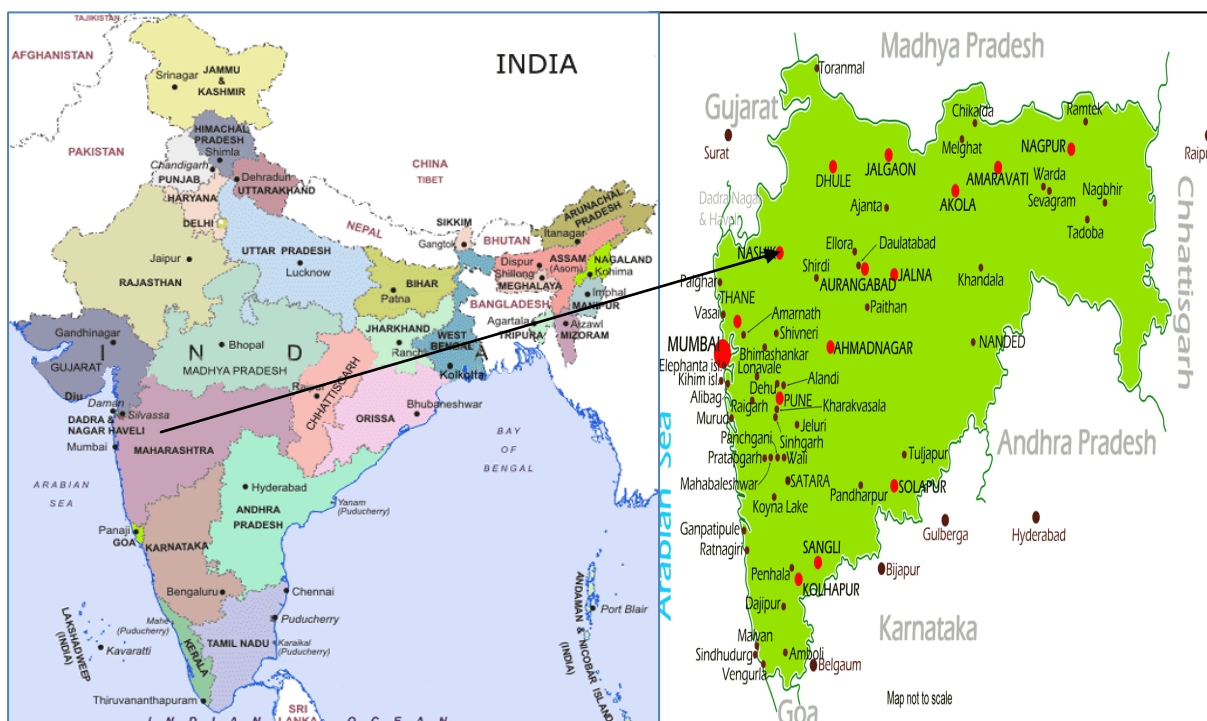 TAJIKISTAN
AFGHANISTAN
INDIA
JAMMU
&
KASHMIR
Srinagar
HIMACHAL
PRADESH
Shimla
PAKISTAN
Chandigarh
PUNJAB
Dehradun
UTTARAKHAND
HARYANA
DELHI
CHINA
TIBET
NEPAL
SIKKIM
Gangtok
BHUTAN
ARUNACHAL
PRADESH
Itanagar
Dispur
ASSAM
(Asom)
NAGALAND
Kohima
Shillong
MEGHALAYA
Imphal
MANIPUR
BANGLADESH
Agartala
TRIPURA
Aizawl
MIZORAM
Jaipur
RAJASTHAN
UTTAR PRADESH
Lucknow
BIHAR
Patna
JHARKHAND
Ranchi
WEST
BENGAL
Kolkotta
Gandhinagar
GUJARAT
I N D I A
Bhopal
MADHYA PRADESH
CHHATTISGARH
Raipur
ORISSA
Bhubaneshwar
Diu
Daman
Silvassa
DADRA &
NAGAR HAVELI
Mumbai
MAHARASHTRA
ARABIAN
SEA
BAY
OF
BENGAL
Hyderabad
ANDHRA
PRADESH
Yanam
(Puducherry)
Panaji
GOA
KARNATAKA
Bengaluru
Chennai
Mahe
(Puducherry)
Puducherry
Karaikal
(Puducherry)
TAMIL NADU
KERALA
LAKSHADWEEP
(INDIA)
Kavaratti
Thiruvananthapuram
ANDAMAN & NICOBAR ISLAND
(INDIA)
Port Blair
SRI
LANKA
I N D I A N O C E A N
Madhya Pradesh
Toranmal
Gujarat
Surat
Chikalda
Ramtek
Melghat
NAGPUR
Raipu
JALGAON
DHULE
AMARAVATI
AKOLA
Warda
Sevagram
Nagbhir
Tadoba
Chhattisgarh
Dadra Nagar
& Haveli
Ajanta
NASHIK
Ellora
Daulatabad
Shirdi
AURANGABAD
JALNA
Khandala
Palghar
THANE
Paithan
Vasai
Amarnath
Shivneri
MUMBAI
Bhimashankar
AHMADNAGAR
NANDED
Elephanta isl.
Lonavale
Kihim isl.
Dehu
Alandi
Alibag
PUNE
Raigarh
Kharakvasala
Murud
Jeluri
Panchgani
Sinhgarh
Pratabgarh
Wali
Tuljapur
Andhra Pradesh
Mahabaleshwar
SATARA
Pandharpur
SOLAPUR
Koyna Lake
Arabian Sea
Ganpatipule
Ratnagiri
Gulberga
Hyderabad
SANGLI
Penhala
Bijapur
KOLHAPUR
Dajipur
Karnataka
Mawan
Sindhudurg
Amboli
Vengurla
Belgaum
Map not to scale
Goa